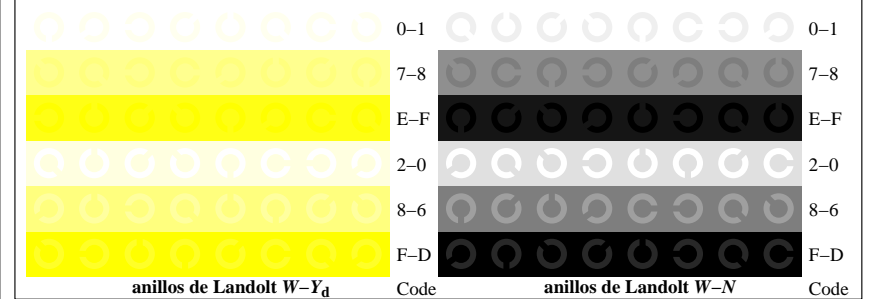 0–1 0–1
7–8 7–8
E–F E–F
2–0 2–0
8–6 8–6
F–D F–D
anillos de Landolt W–Yd Code anillos de Landolt W–N Code